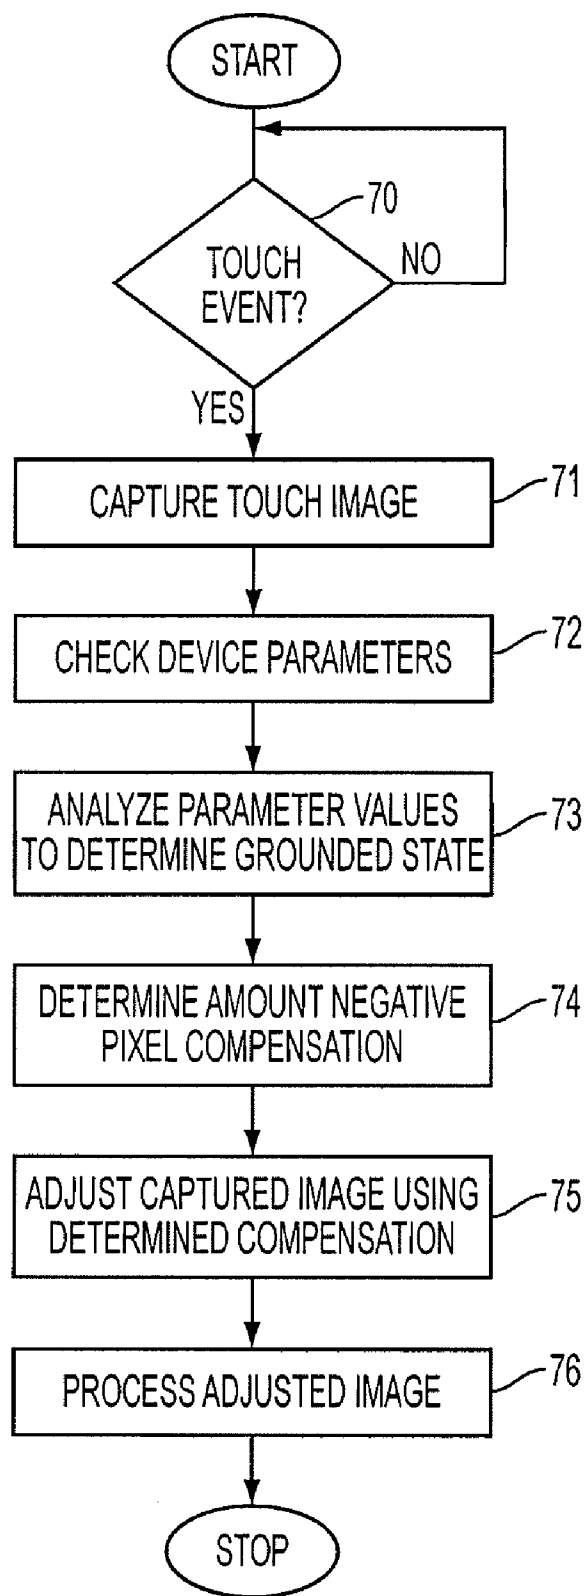 START
70
TOUCH
EVENT?
NO
YES
CAPTURE TOUCH IMAGE
71
CHECK DEVICE PARAMETERS
72
ANALYZE PARAMETER VALUES
TO DETERMINE GROUNDED STATE
73
DETERMINE AMOUNT NEGATIVE
PIXEL COMPENSATION
74
ADJUST CAPTURED IMAGE USING
DETERMINED COMPENSATION
75
PROCESS ADJUSTED IMAGE
76
STOP